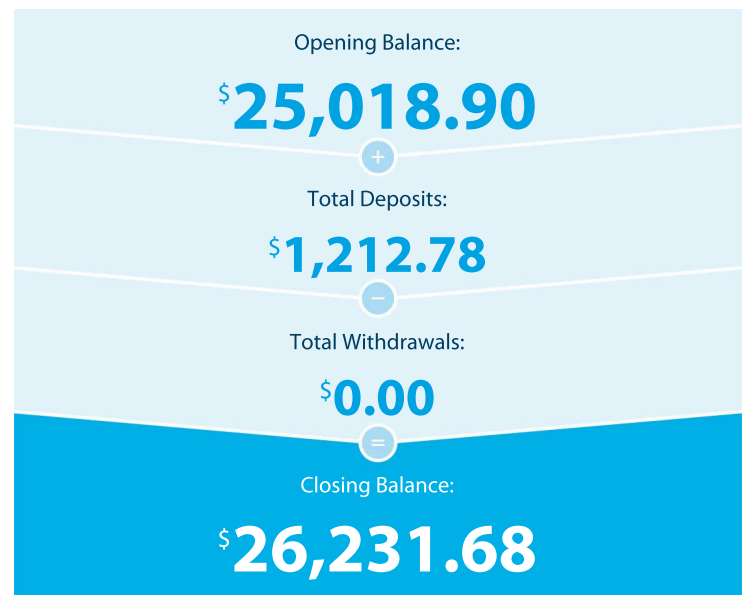 Opening Balance:
$25,018.90
+
Total Deposits:
$1,212.78
−
Total Withdrawals:
$0.00
=
Closing Balance:
$26,231.68